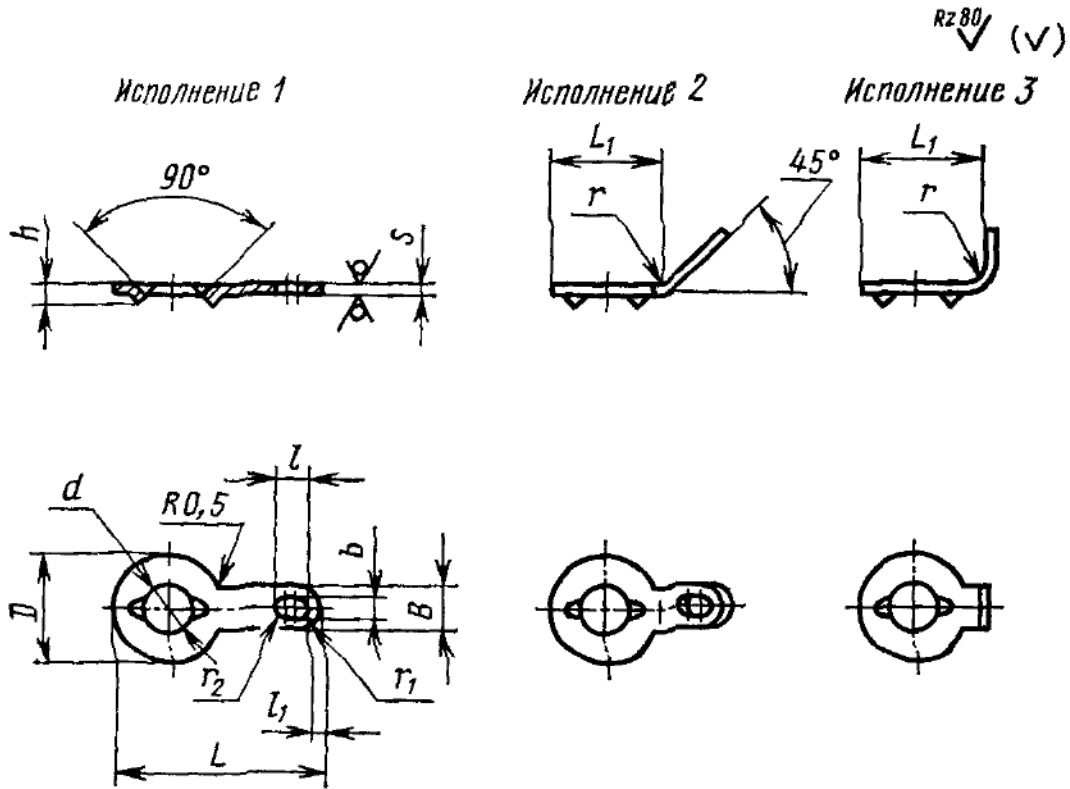 Rz 80 (√)
Исполнение 1
Исполнение 2
Исполнение 3
90°
h
S
L₁
r
45°
L₁
r
d
R0,5
l
b
B
D
r₂
l₁
r₁
L